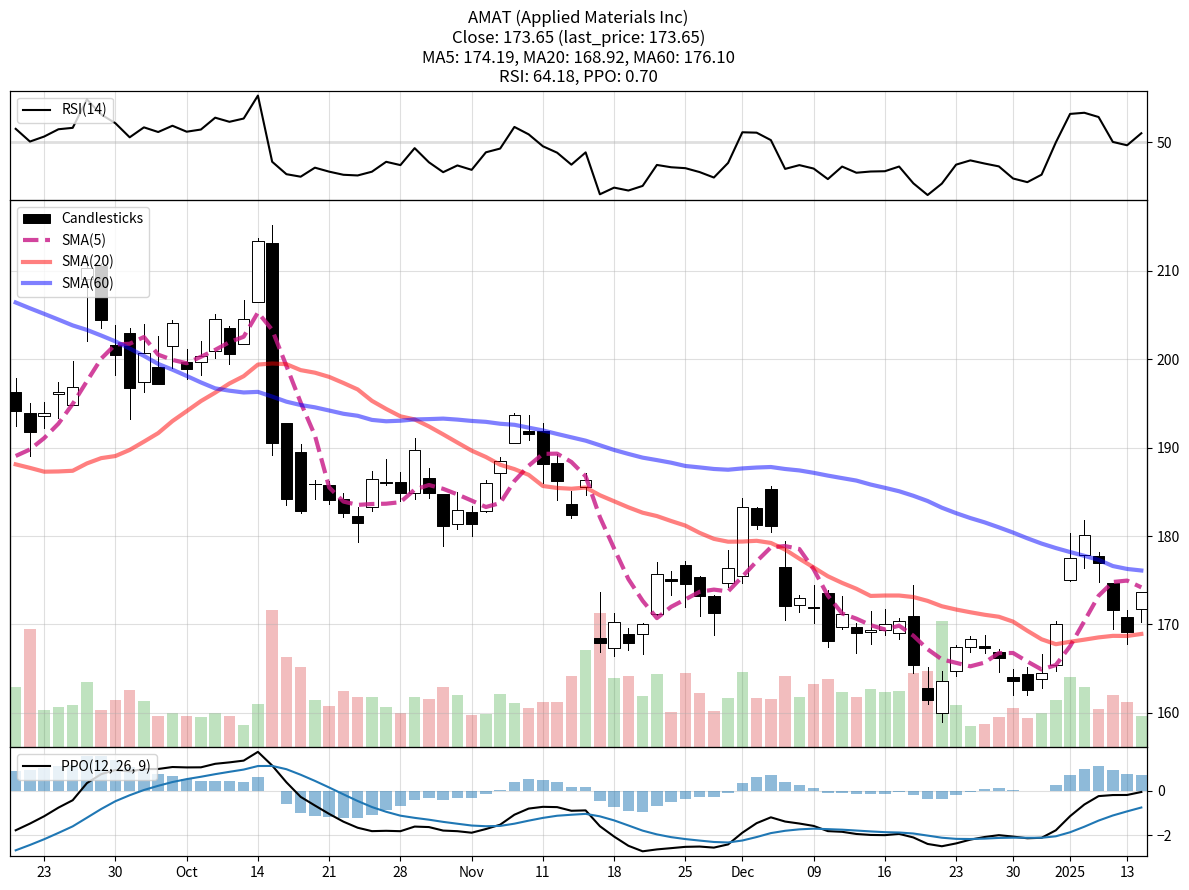 AMAT (Applied Materials Inc)
Close: 173.65 (last_price: 173.65)
MA5: 174.19, MA20: 168.92, MA60: 176.10
RSI: 64.18, PPO: 0.70
RSI(14)
50
Candlesticks
SMA(5)
SMA(20)
SMA(60)
210
200
190
180
170
160
PPO(12,26,9)
0
−2
23 30 Oct 14 21 28 Nov 11 18 25 Dec 09 16 23 30 2025 13